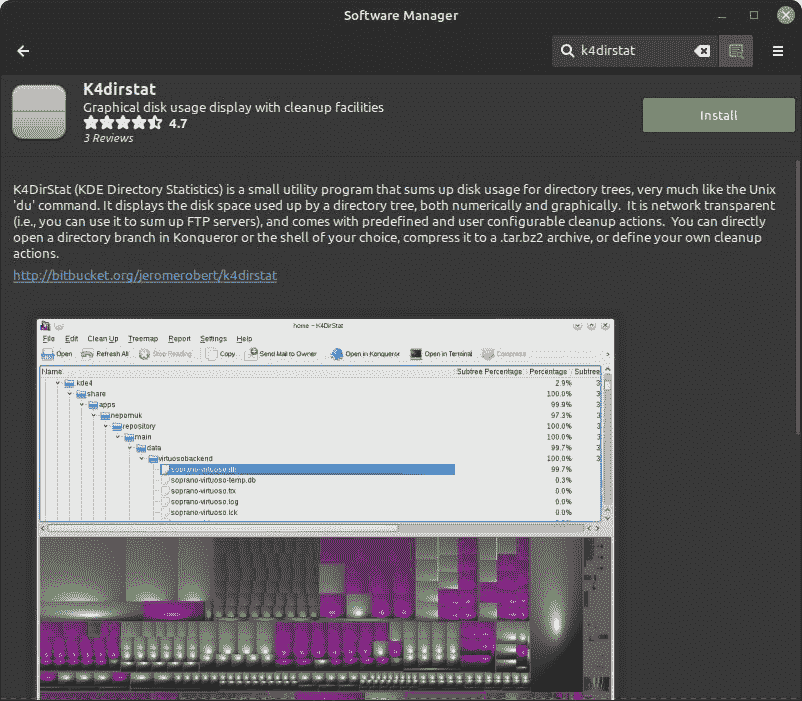 Software Manager
k4dirstat
K4dirstat
Graphical disk usage display with cleanup facilities
4.7
3 Reviews
Install
K4DirStat (KDE Directory Statistics) is a small utility program that sums up disk usage for directory trees, very much like the Unix
'du' command. It displays the disk space used up by a directory tree, both numerically and graphically.  It is network transparent
(i.e., you can use it to sum up FTP servers), and comes with predefined and user configurable cleanup actions.  You can directly
open a directory branch in Konqueror or the shell of your choice, compress it to a .tar.bz2 archive, or define your own cleanup
actions.
http://bitbucket.org/jeromerobert/k4dirstat
home - K4DirStat
File Edit Clean Up Treemap Report Settings Help
Open Refresh All Stop Reading Copy Send Mail to Owner Open in Konqueror Open in Terminal Compress
Name Subtree Percentage Percentage Subtree
kde4 2.9% 3
share 100.0% 3
apps 99.9% 3
nepomuk 97.3% 3
repository 100.0% 3
main 100.0% 3
data 99.7% 3
virtuosobackend 100.0% 3
soprano-virtuoso.db 99.7%
soprano-virtuoso-temp.db 0.3%
soprano-virtuoso.trx 0.0%
soprano-virtuoso.log 0.0%
soprano-virtuoso.lck 0.0%